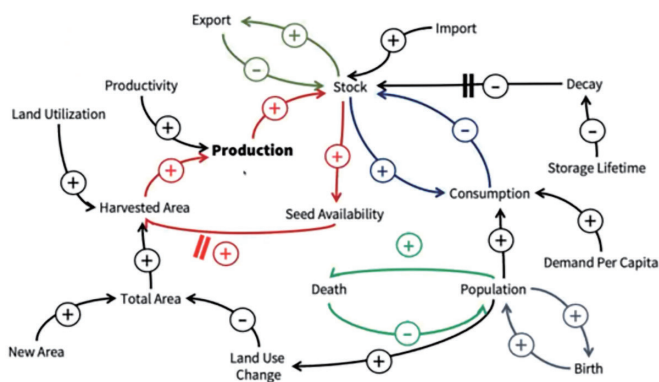 Export
Import
Productivity
Stock
Decay
Land Utilization
Production
Storage Lifetime
Harvested Area
Seed Availability
Consumption
Demand Per Capita
Death
Population
Total Area
New Area
Land Use
Change
Birth